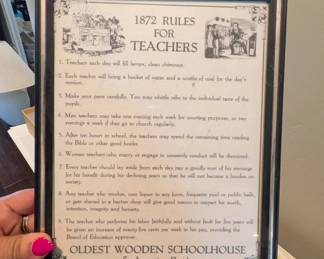 1872 RULES
FOR
TEACHERS
1. Teachers each day will fill lamps, clean chimneys.
2. Each teacher will bring a bucket of water and a scuttle of coal for the day's
session.
3. Make your pens carefully. You may whittle nibs to the individual taste of the
pupils.
4. Men teachers may take one evening each week for courting purposes, or two
evenings a week if they go to church regularly.
5. After ten hours in school, the teachers may spend the remaining time reading
the Bible or other good books.
6. Women teachers who marry or engage in unseemly conduct will be dismissed.
7. Every teacher should lay aside from each day pay a goodly sum of his earnings
for his benefit during his declining years so that he will not become a burden on
society.
8. Any teacher who smokes, uses liquor in any form, frequents pool or public halls,
or gets shaved in a barber shop will give good reason to suspect his worth,
intention, integrity and honesty.
9. The teacher who performs his labor faithfully and without fault for five years will
be given an increase of twenty-five cents per week in his pay, providing the
Board of Education approves.
OLDEST WOODEN SCHOOLHOUSE